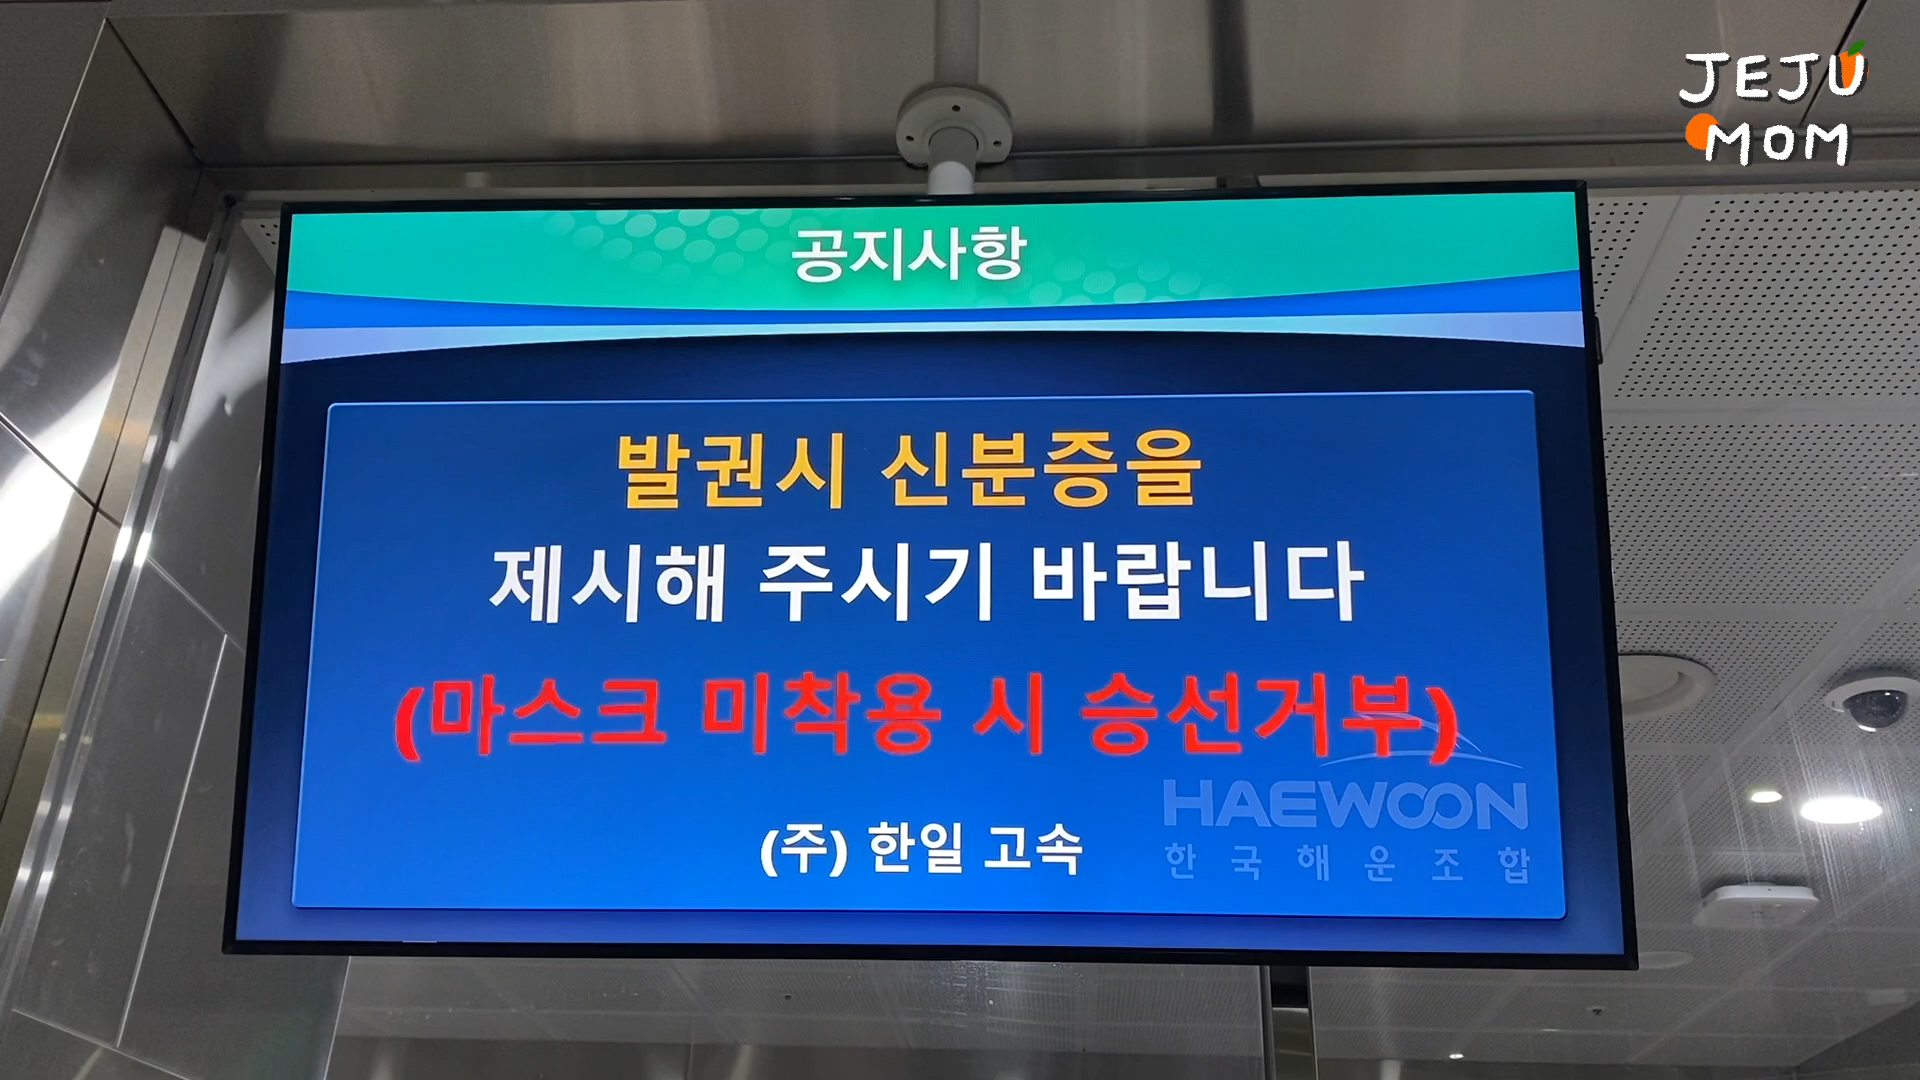 JEJU
MOM
공지사항
발권시 신분증을
제시해 주시기 바랍니다
(마스크 미착용 시 승선거부)
(주) 한일 고속
HAEWOON
한국해운조합